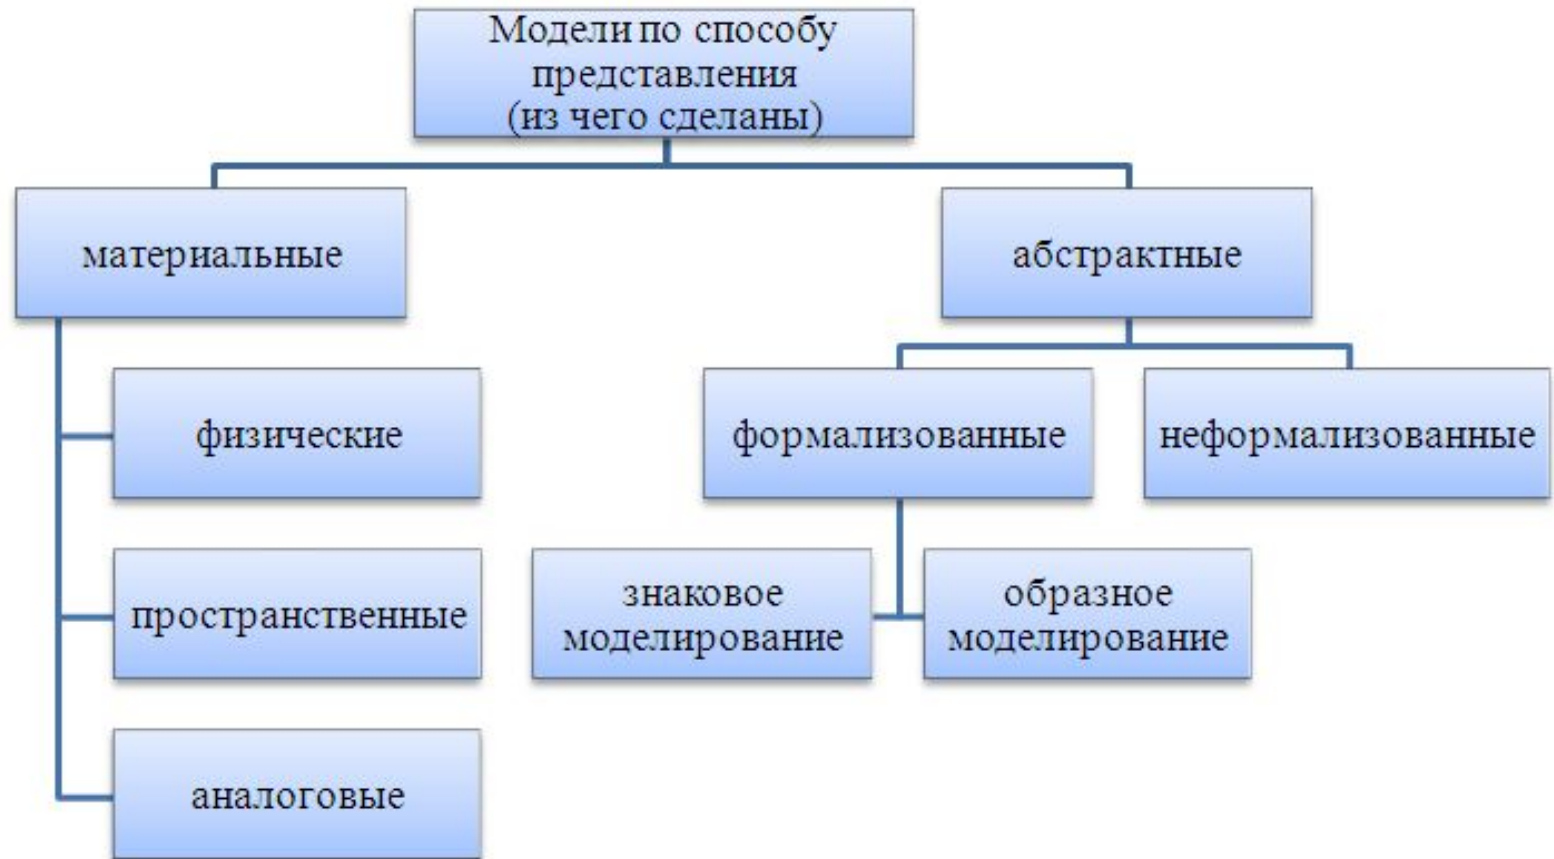 Модели по способу
представления
(из чего сделаны)
материальные
абстрактные
физические
формализованные
неформализованные
пространственные
знаковое
моделирование
образное
моделирование
аналоговые